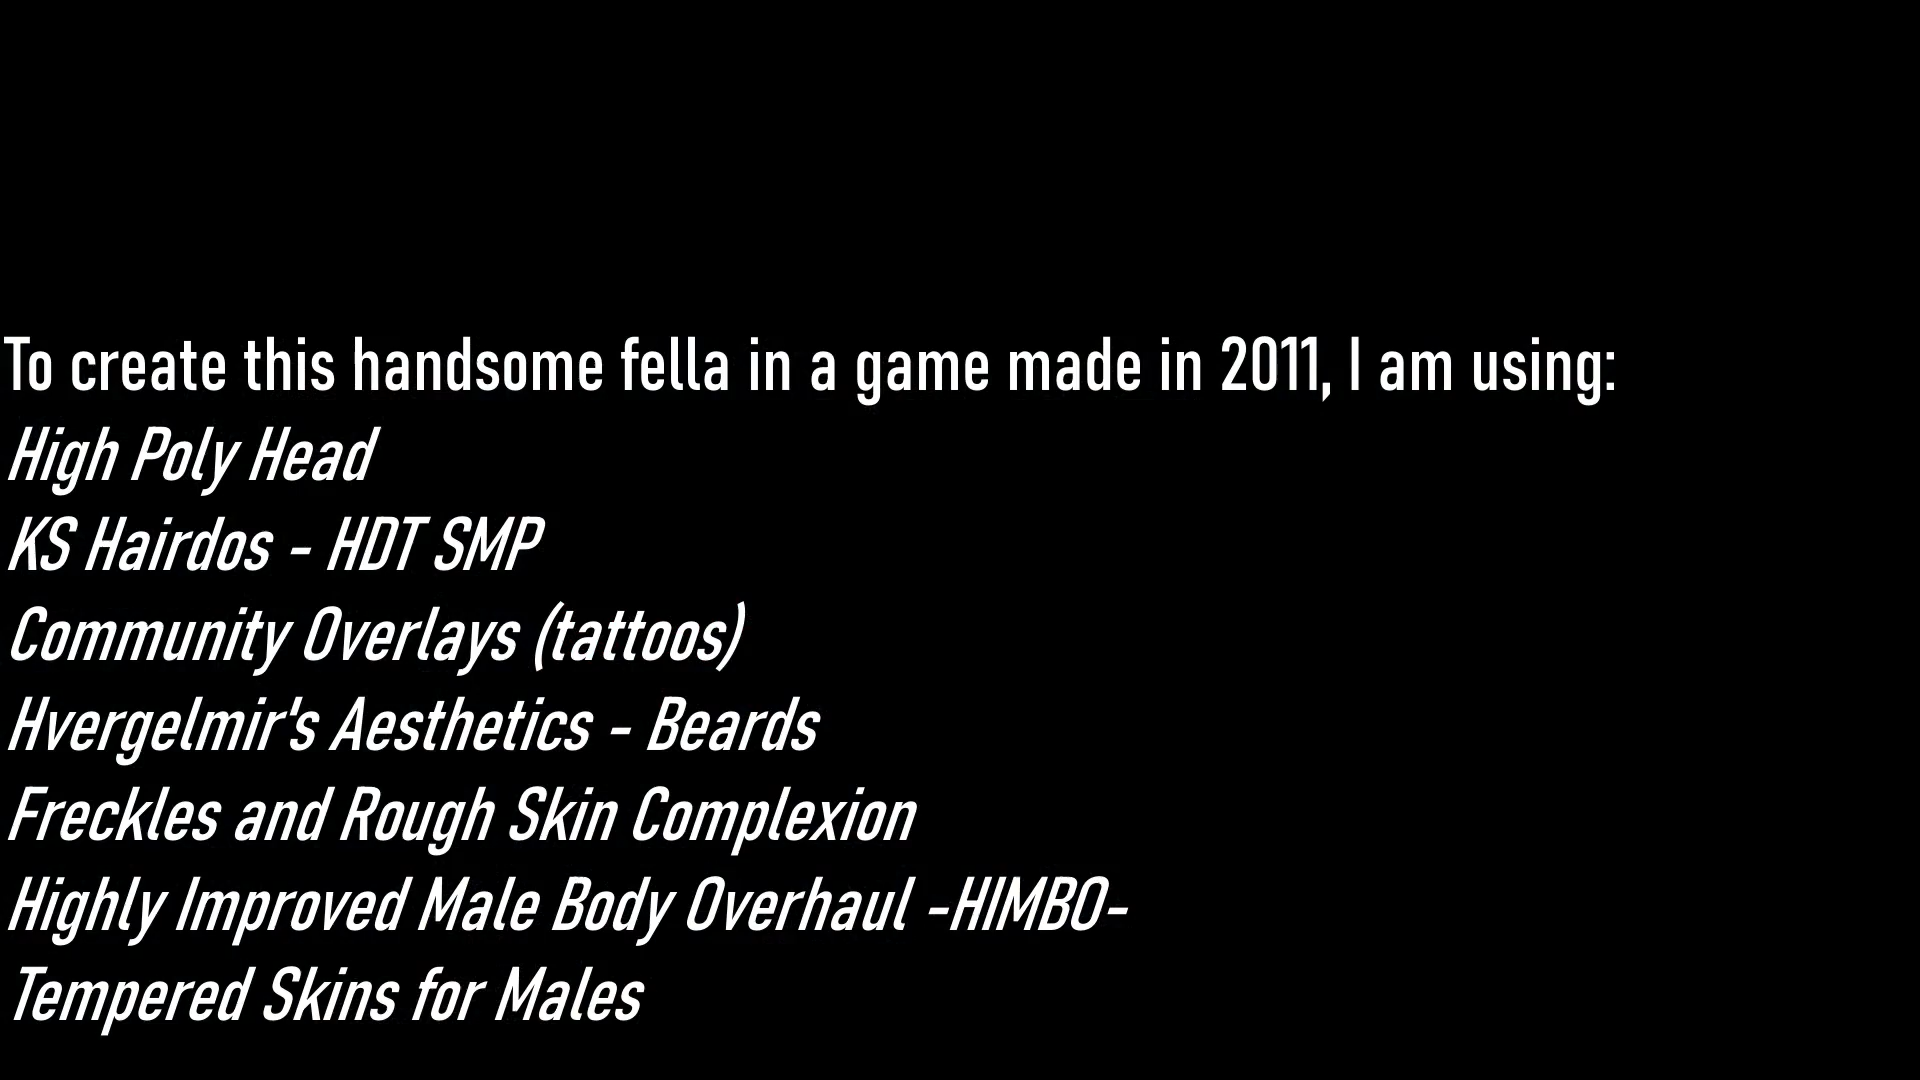 To create this handsome fella in a game made in 2011, I am using:
High Poly Head
KS Hairdos - HDT SMP
Community Overlays (tattoos)
Hvergelmir's Aesthetics - Beards
Freckles and Rough Skin Complexion
Highly Improved Male Body Overhaul -HIMBO-
Tempered Skins for Males